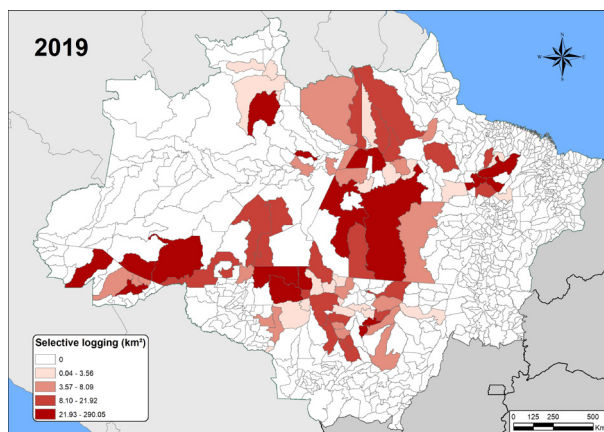 2019
N
W
E
S
Selective logging (km²)
0
0.04 - 3.56
3.57 - 8.09
8.10 - 21.92
21.93 - 290.05
0 125 250 500
Km